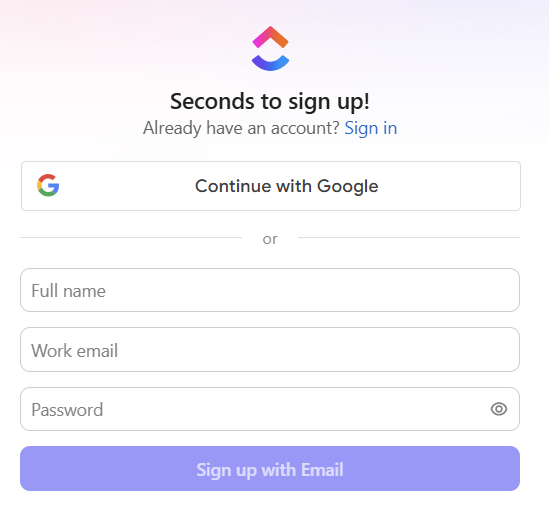 Seconds to sign up!
Already have an account? Sign in
Continue with Google
or
Full name
Work email
Password
Sign up with Email